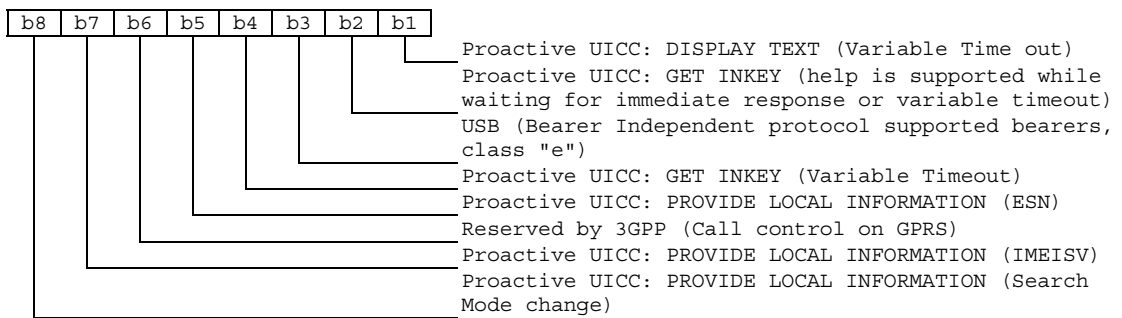 b8 b7 b6 b5 b4 b3 b2 b1
Proactive UICC: DISPLAY TEXT (Variable Time out)
Proactive UICC: GET INKEY (help is supported while
waiting for immediate response or variable timeout)
USB (Bearer Independent protocol supported bearers,
class "e")
Proactive UICC: GET INKEY (Variable Timeout)
Proactive UICC: PROVIDE LOCAL INFORMATION (ESN)
Reserved by 3GPP (Call control on GPRS)
Proactive UICC: PROVIDE LOCAL INFORMATION (IMEISV)
Proactive UICC: PROVIDE LOCAL INFORMATION (Search
Mode change)